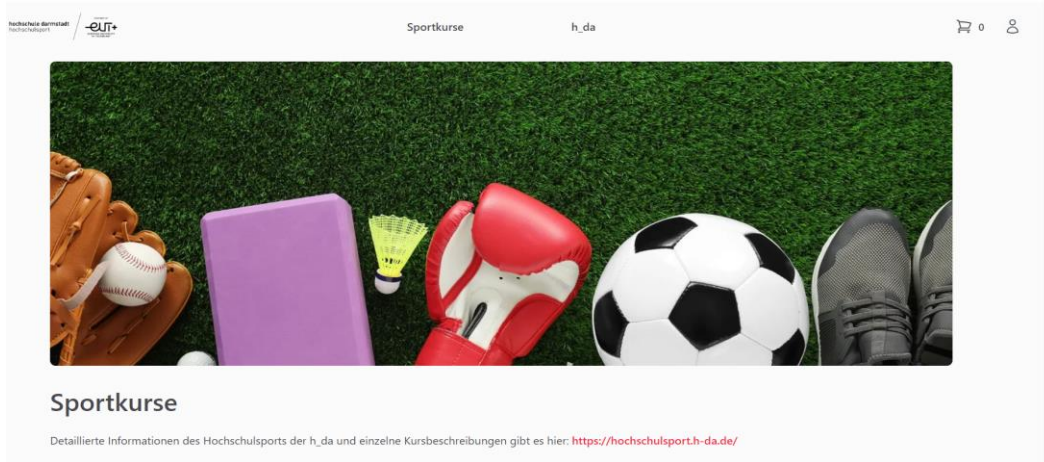 hochschule darmstadt
hochschulsport
eut+
Sportkurse
h_da
0
Sportkurse
Detaillierte Informationen des Hochschulsports der h_da und einzelne Kursbeschreibungen gibt es hier: https://hochschulsport.h-da.de/